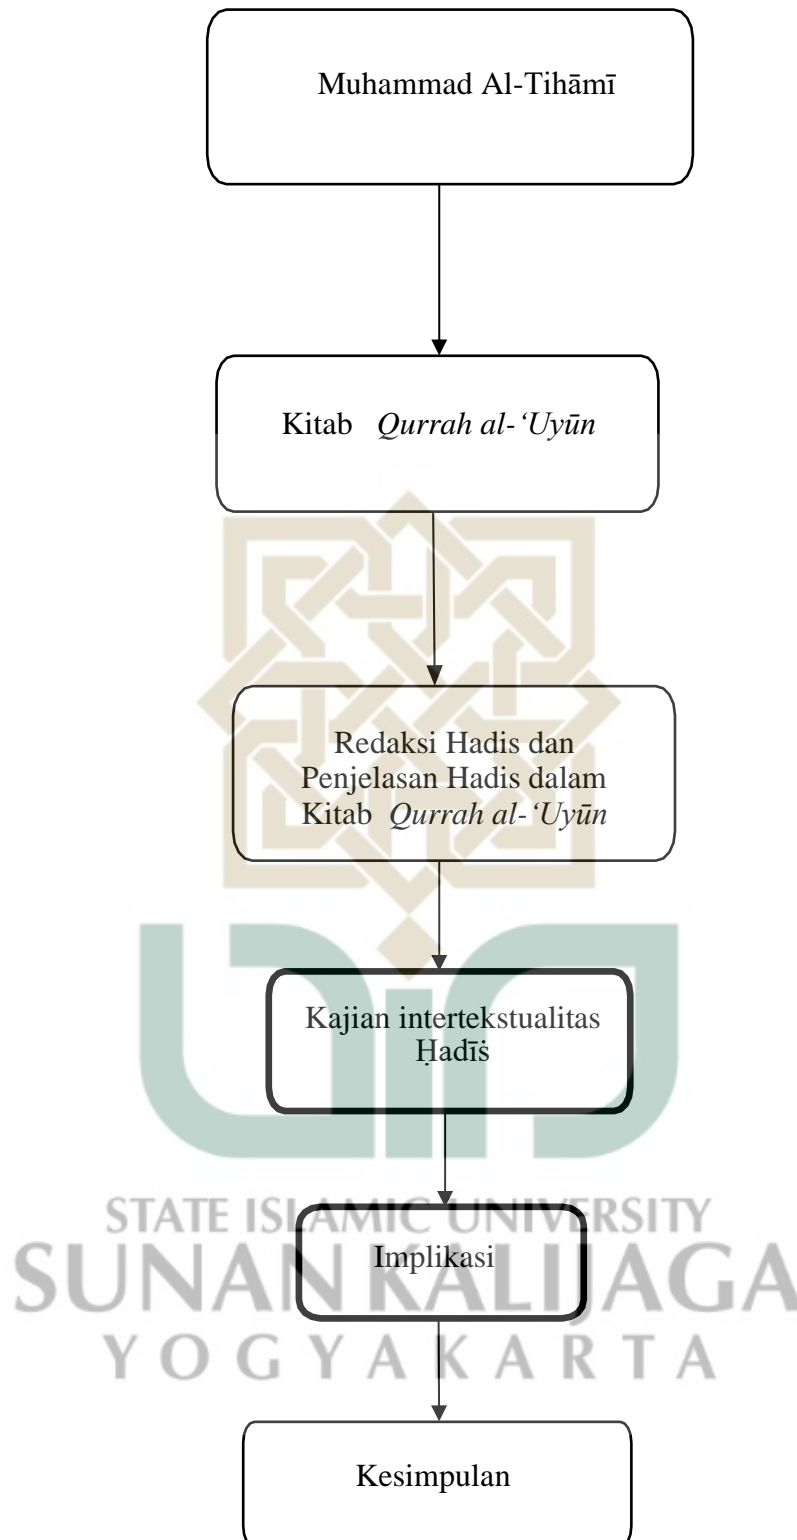 Muhammad Al-Tihāmī
Kitab Qurrah al-‘Uyūn
Redaksi Hadis dan
Penjelasan Hadis dalam
Kitab Qurrah al-‘Uyūn
Kajian intertekstualitas
Ḥadīṡ
STATE ISLAMIC UNIVERSITY
Implikasi
SUNAN KALIJAGA
YOGYAKARTA
Kesimpulan